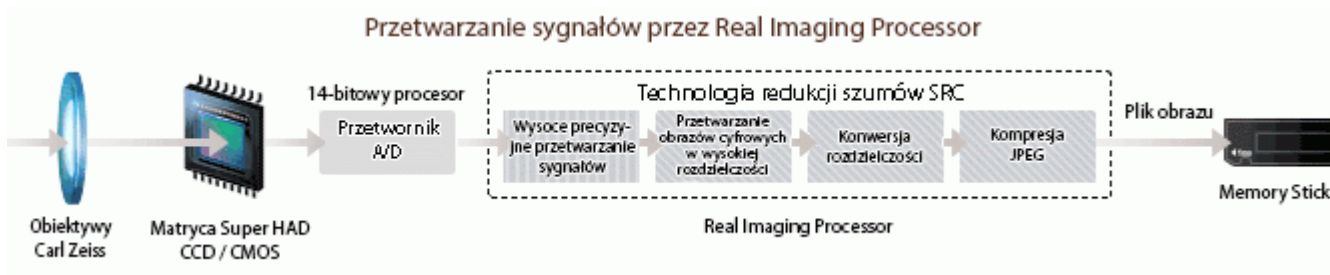 Przetwarzanie sygnałów przez Real Imaging Processor
14-bitowy procesor
Przetwornik
A/D
Technologia redukcji szumów SRC
Wysoce precyzy-
jne przetwarzanie
sygnałów
Przetwarzanie
obrazów cyfrowych
w wysokiej
rozdzielczości
Konwersja
rozdzielczości
Kompresja
JPEG
Plik obrazu
Obiektywy
Carl Zeiss
Matryca Super HAD
CCD / CMOS
Real Imaging Processor
Memory Stick